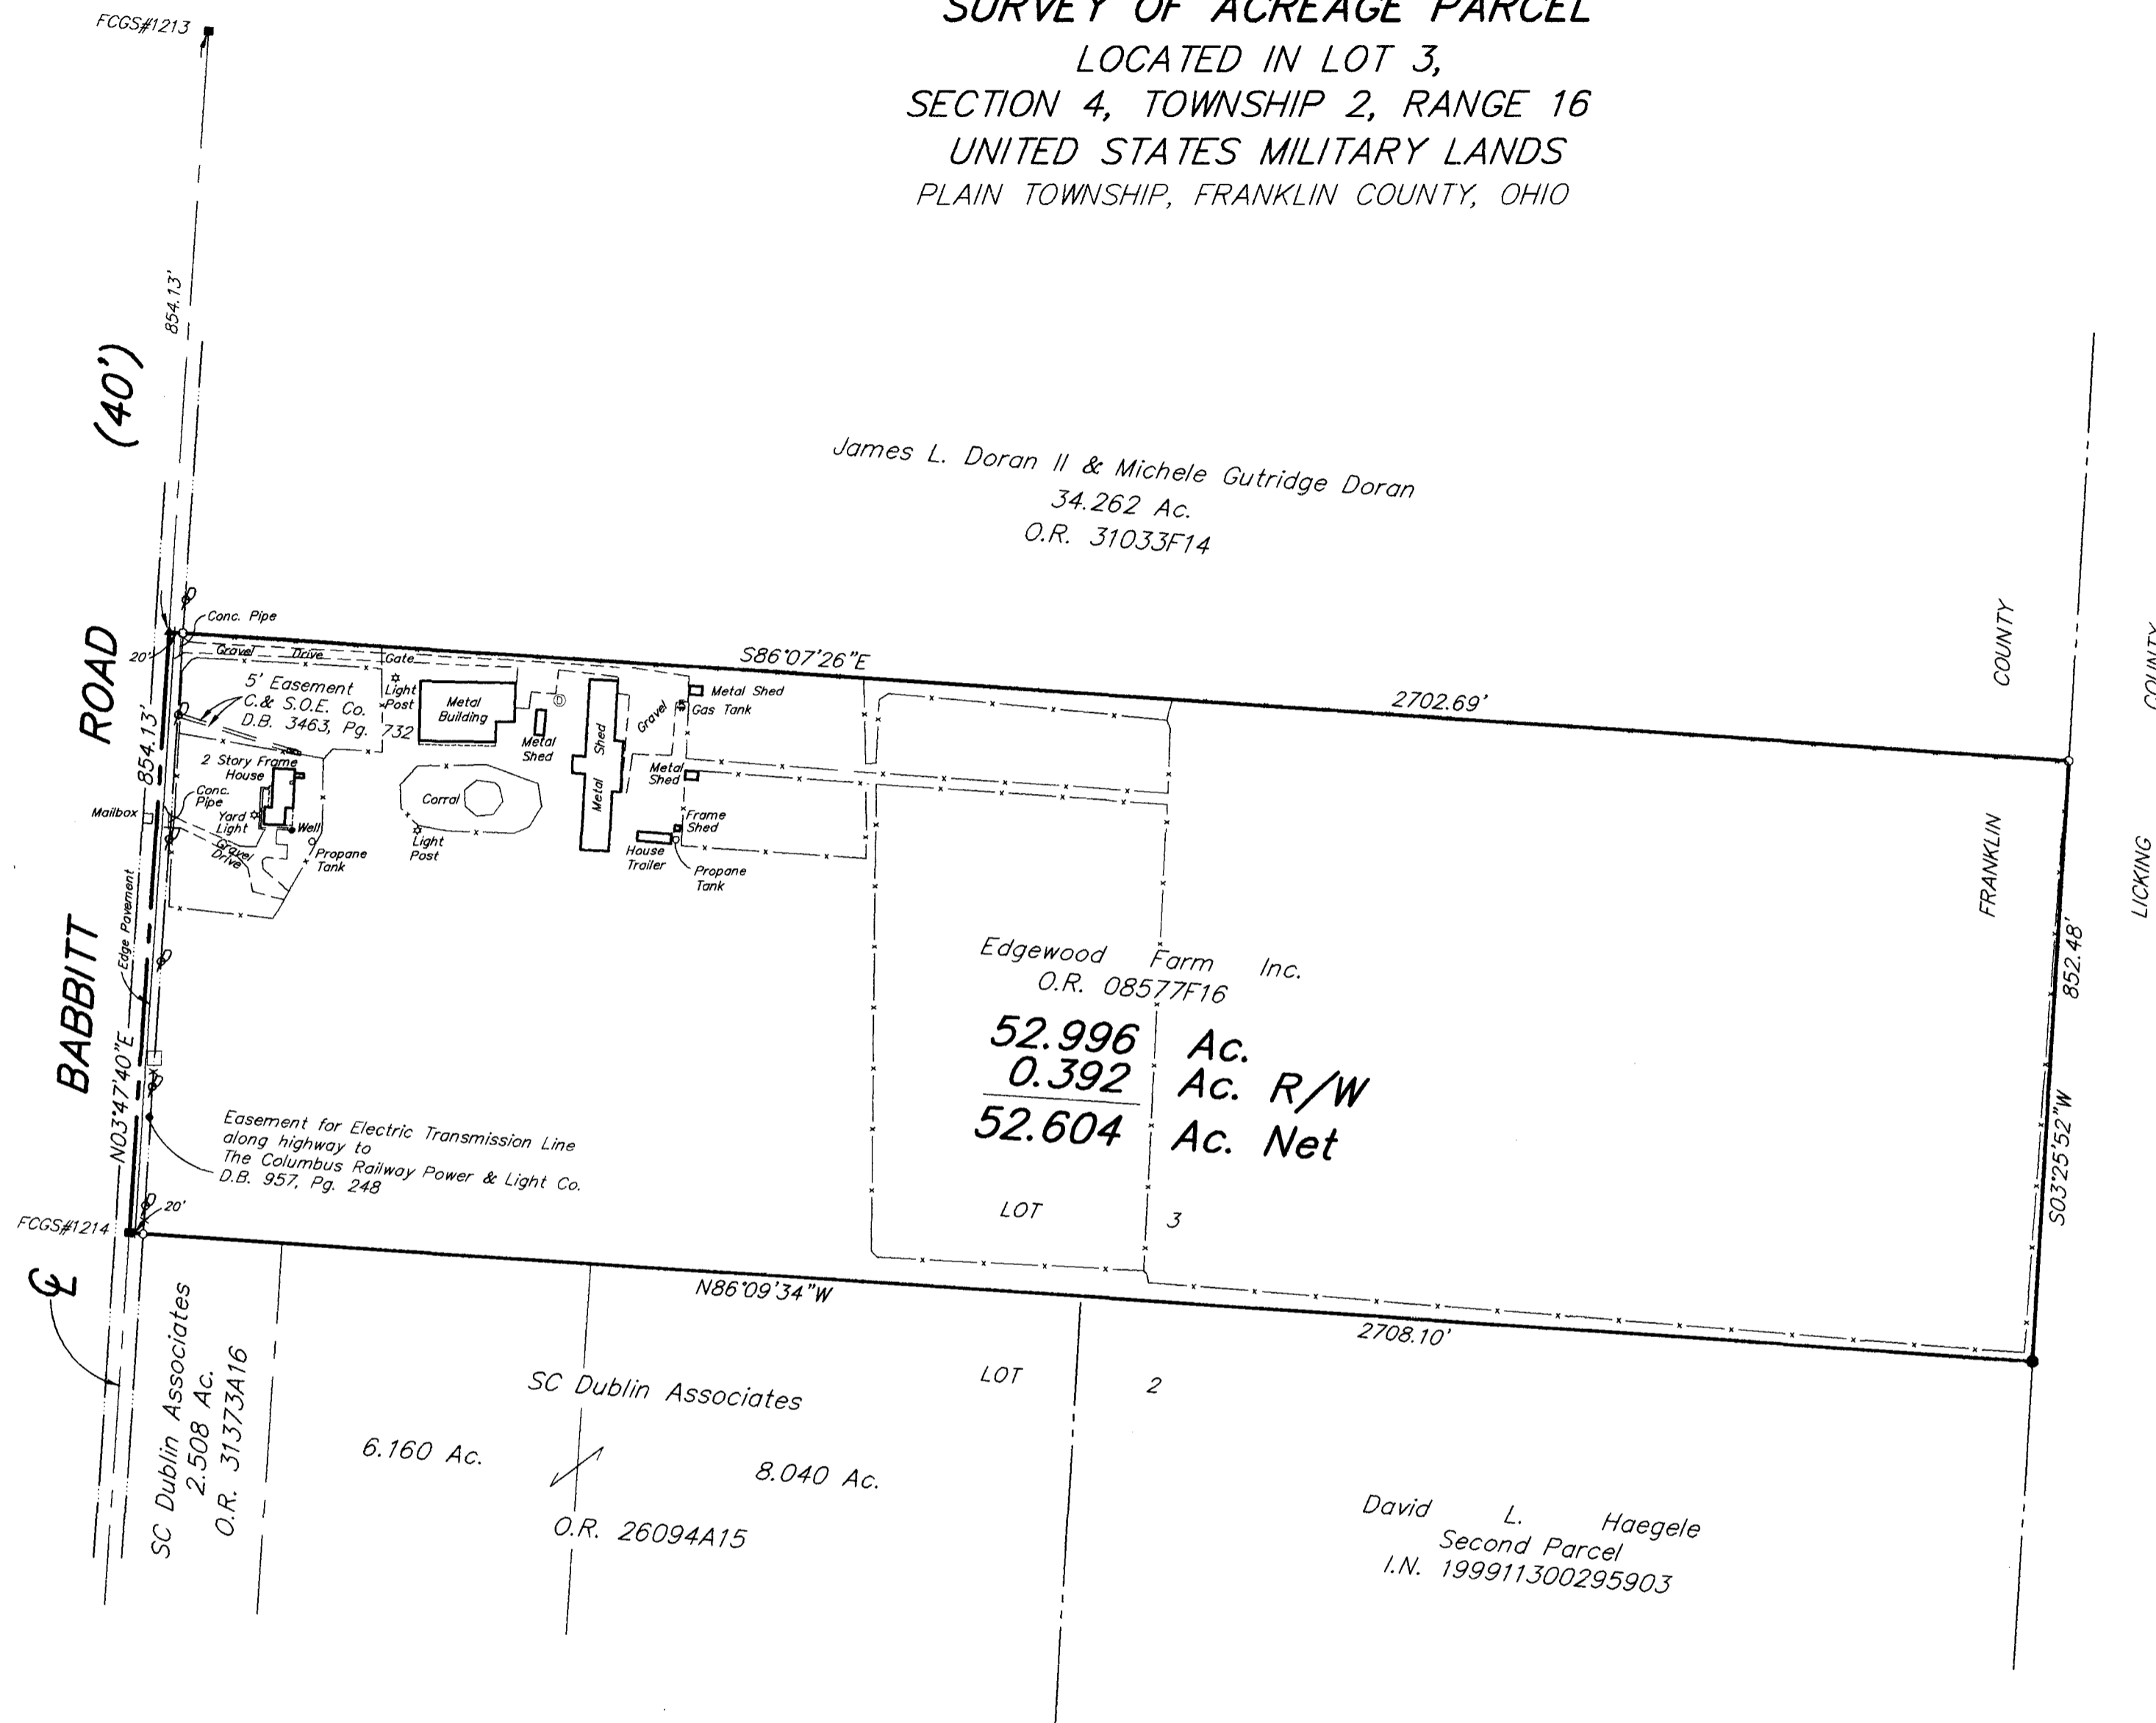 SURVEY OF ACREAGE PARCEL
LOCATED IN LOT 3,
SECTION 4, TOWNSHIP 2, RANGE 16
UNITED STATES MILITARY LANDS
PLAIN TOWNSHIP, FRANKLIN COUNTY, OHIO
FCGS#1213
854.13'
(40')
ROAD
BABBITT
James L. Doran II & Michele Gutridge Doran
34.262 Ac.
O.R. 31033F14
COUNTY
FRANKLIN
COUNTY
LICKING
Conc. Pipe
20'
S86°07'26"E
2702.69'
Gravel Drive
Gate
5' Easement
C.& S.O.E. Co.
D.B. 3463, Pg. 732
Light
Post
Metal
Building
D
Metal
Shed
Metal Shed
Gravel
Metal Shed
Gas Tank
Metal
Shed
Frame
Shed
House
Trailer
Propane
Tank
2 Story Frame
House
Conc.
Pipe
Yard
Light
Well
Gravel
Drive
Propane
Tank
Corral
Light
Post
Mailbox
854.13'
Edge Pavement
N03°47'40"E
Edgewood Farm Inc.
O.R. 08577F16
52.996 Ac.
0.392 Ac. R/W
52.604 Ac. Net
LOT 3
852.48'
S03°25'52"W
Easement for Electric Transmission Line
along highway to
The Columbus Railway Power & Light Co.
D.B. 957, Pg. 248
20'
FCGS#1214
N86°09'34"W
2708.10'
SC Dublin Associates
2.508 Ac.
O.R. 31373A16
SC Dublin Associates
6.160 Ac.
8.040 Ac.
O.R. 26094A15
LOT 2
David L. Haegele
Second Parcel
I.N. 199911300295903